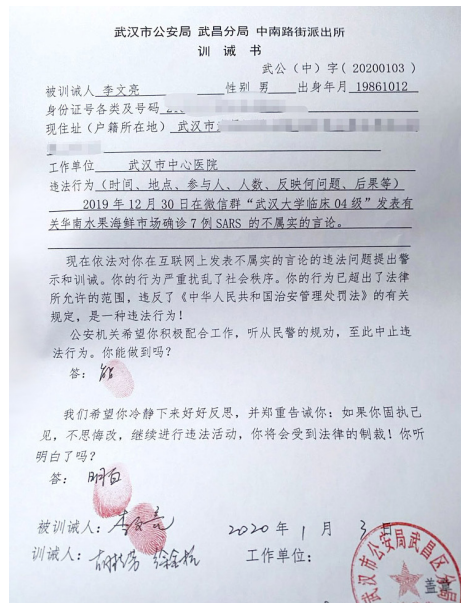 武汉市公安局 武昌分局 中南路街派出所
训 诫 书
武公（中）字（20200103）
被训诫人 李文亮 性别 男 出身年月 19861012
身份证号各类及号码
现住址（户籍所在地） 武汉市
工作单位 武汉市中心医院
违法行为（时间、地点、参与人、人数、反映何问题、后果等）
2019 年 12 月 30 日在微信群“武汉大学临床 04 级”发表有
关华南水果海鲜市场确诊 7 例 SARS 的不属实的言论。
现在依法对你在互联网上发表不属实的言论的违法问题提出警
示和训诫。你的行为严重扰乱了社会秩序。你的行为已超出了法律
所允许的范围，违反了《中华人民共和国治安管理处罚法》的有关
规定，是一种违法行为！
公安机关希望你积极配合工作，听从民警的规劝，至此中止违
法行为。你能做到吗？
答：能
我们希望你冷静下来好好反思，并郑重告诫你：如果你固执己
见，不思悔改，继续进行违法活动，你将会受到法律的制裁！你听
明白了吗？
答：明白
被训诫人：李文亮 2020 年 1 月 3 日
训诫人： 工作单位：
武汉市公安局武昌区分局
盖章